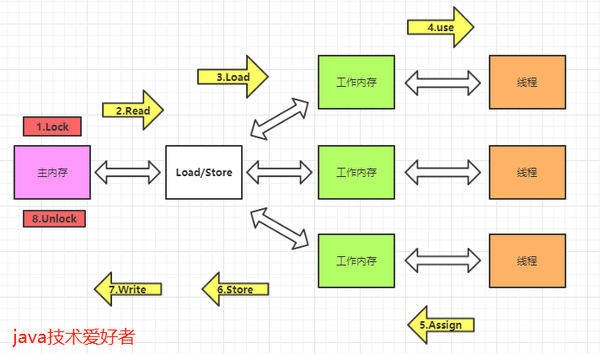 4.use
3.Load
工作内存
线程
2.Read
1.Lock
主内存
Load/Store
工作内存
线程
8.Unlock
工作内存
线程
7.Write
6.Store
5.Assign
java技术爱好者